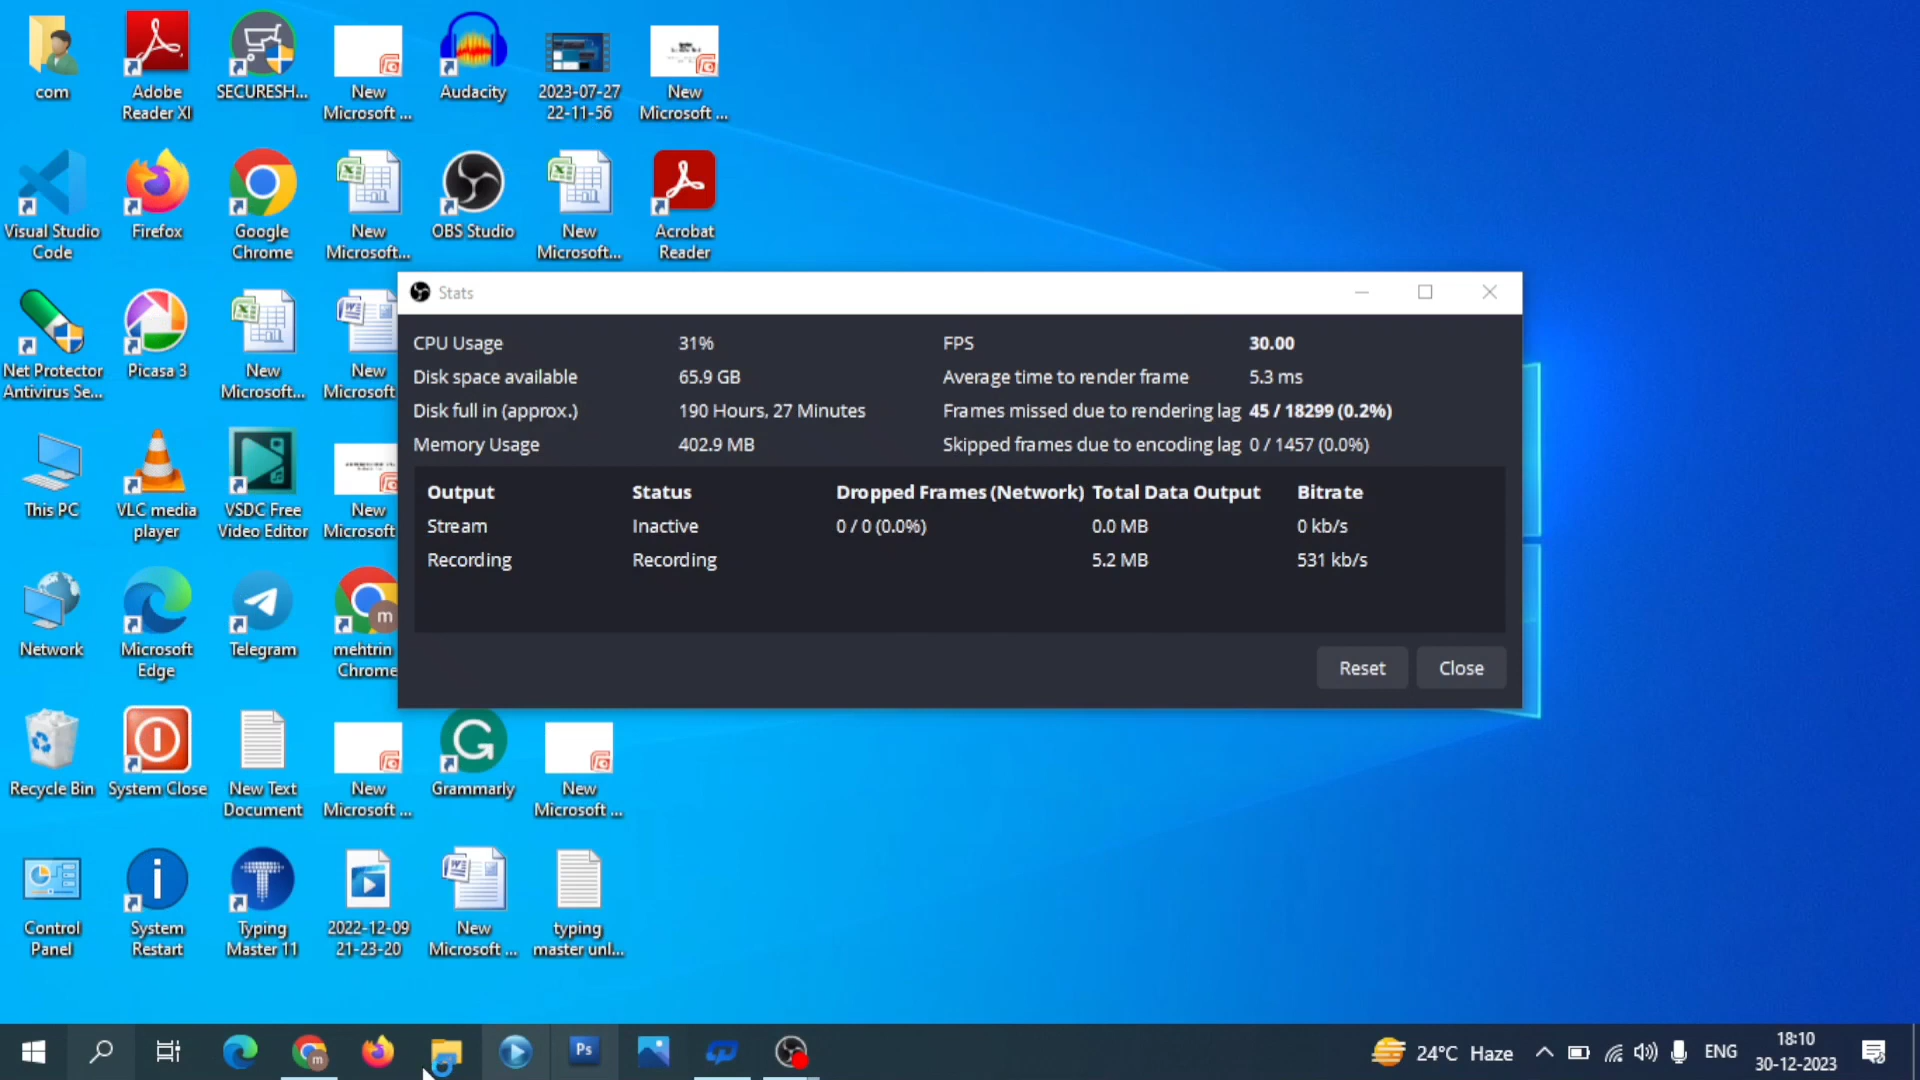 com
Adobe
Reader XI
SECURESH...
New
Microsoft ...
Audacity
2023-07-27
22-11-56
New
Microsoft ...
Visual Studio
Code
Firefox
Google
Chrome
New
Microsoft...
OBS Studio
New
Microsoft...
Acrobat
Reader
Net Protector
Antivirus Se...
Picasa 3
New
Microsoft...
New
Microsoft
This PC
VLC media
player
VSDC Free
Video Editor
New
Microsoft
Network
Microsoft
Edge
Telegram
m
mehtrin
Chrome
Recycle Bin
System Close
New Text
Document
New
Microsoft ...
Grammarly
New
Microsoft ...
Control
Panel
System
Restart
Typing
Master 11
2022-12-09
21-23-20
New
Microsoft ...
typing
master unl...
Stats
CPU Usage 31% FPS 30.00
Disk space available 65.9 GB Average time to render frame 5.3 ms
Disk full in (approx.) 190 Hours, 27 Minutes Frames missed due to rendering lag 45 / 18299 (0.2%)
Memory Usage 402.9 MB Skipped frames due to encoding lag 0 / 1457 (0.0%)
Output Status Dropped Frames (Network) Total Data Output Bitrate
Stream Inactive 0 / 0 (0.0%) 0.0 MB 0 kb/s
Recording Recording 5.2 MB 531 kb/s
Reset Close
m
Ps
24°C Haze
ENG
18:10
30-12-2023